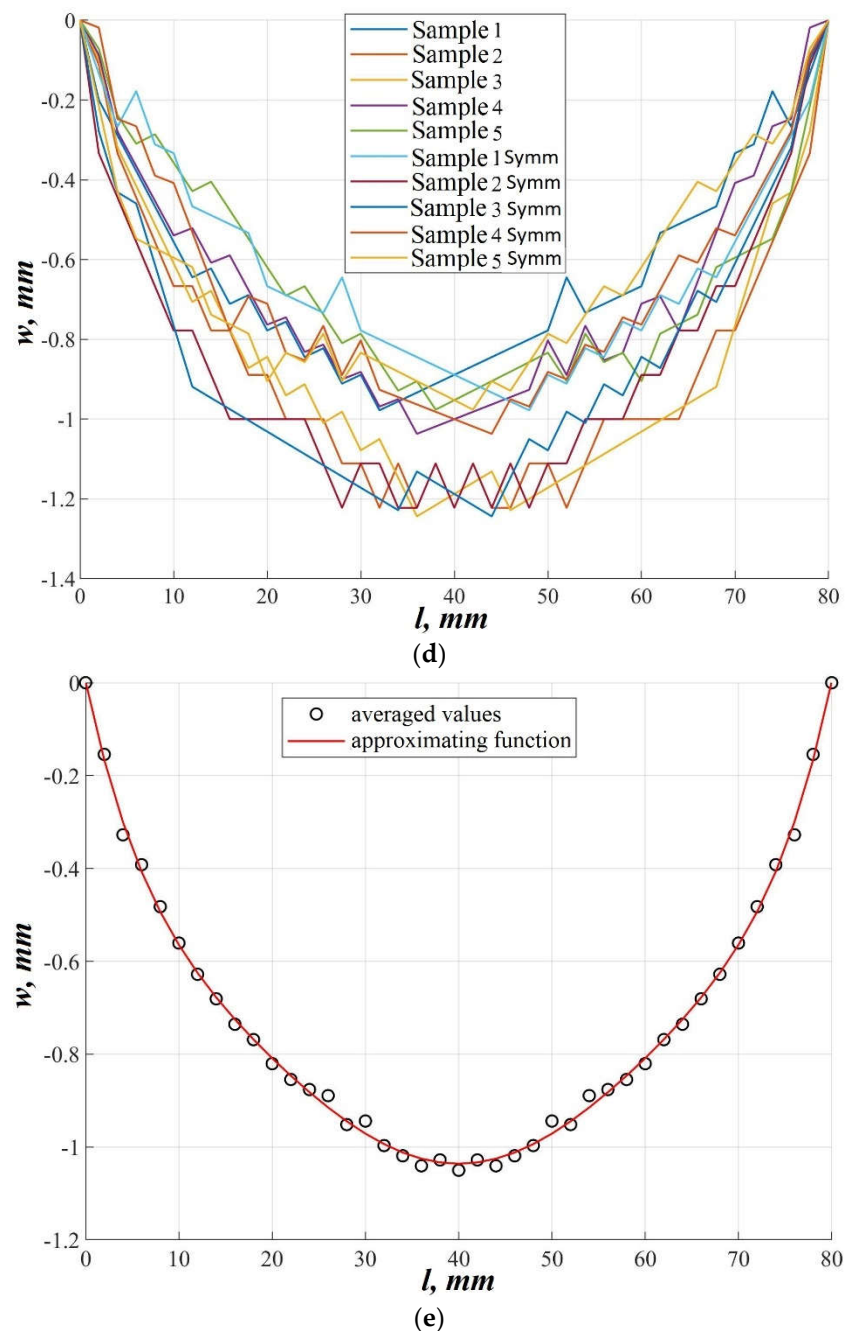 0
-0.2
-0.4
-0.6
-0.8
-1
-1.2
-1.4
w, mm
Sample 1
Sample 2
Sample 3
Sample 4
Sample 5
Sample 1 Symm
Sample 2 Symm
Sample 3 Symm
Sample 4 Symm
Sample 5 Symm
0 10 20 30 40 50 60 70 80
l, mm
(d)
0
-0.2
-0.4
-0.6
-0.8
-1
-1.2
w, mm
averaged values
approximating function
0 10 20 30 40 50 60 70 80
l, mm
(e)